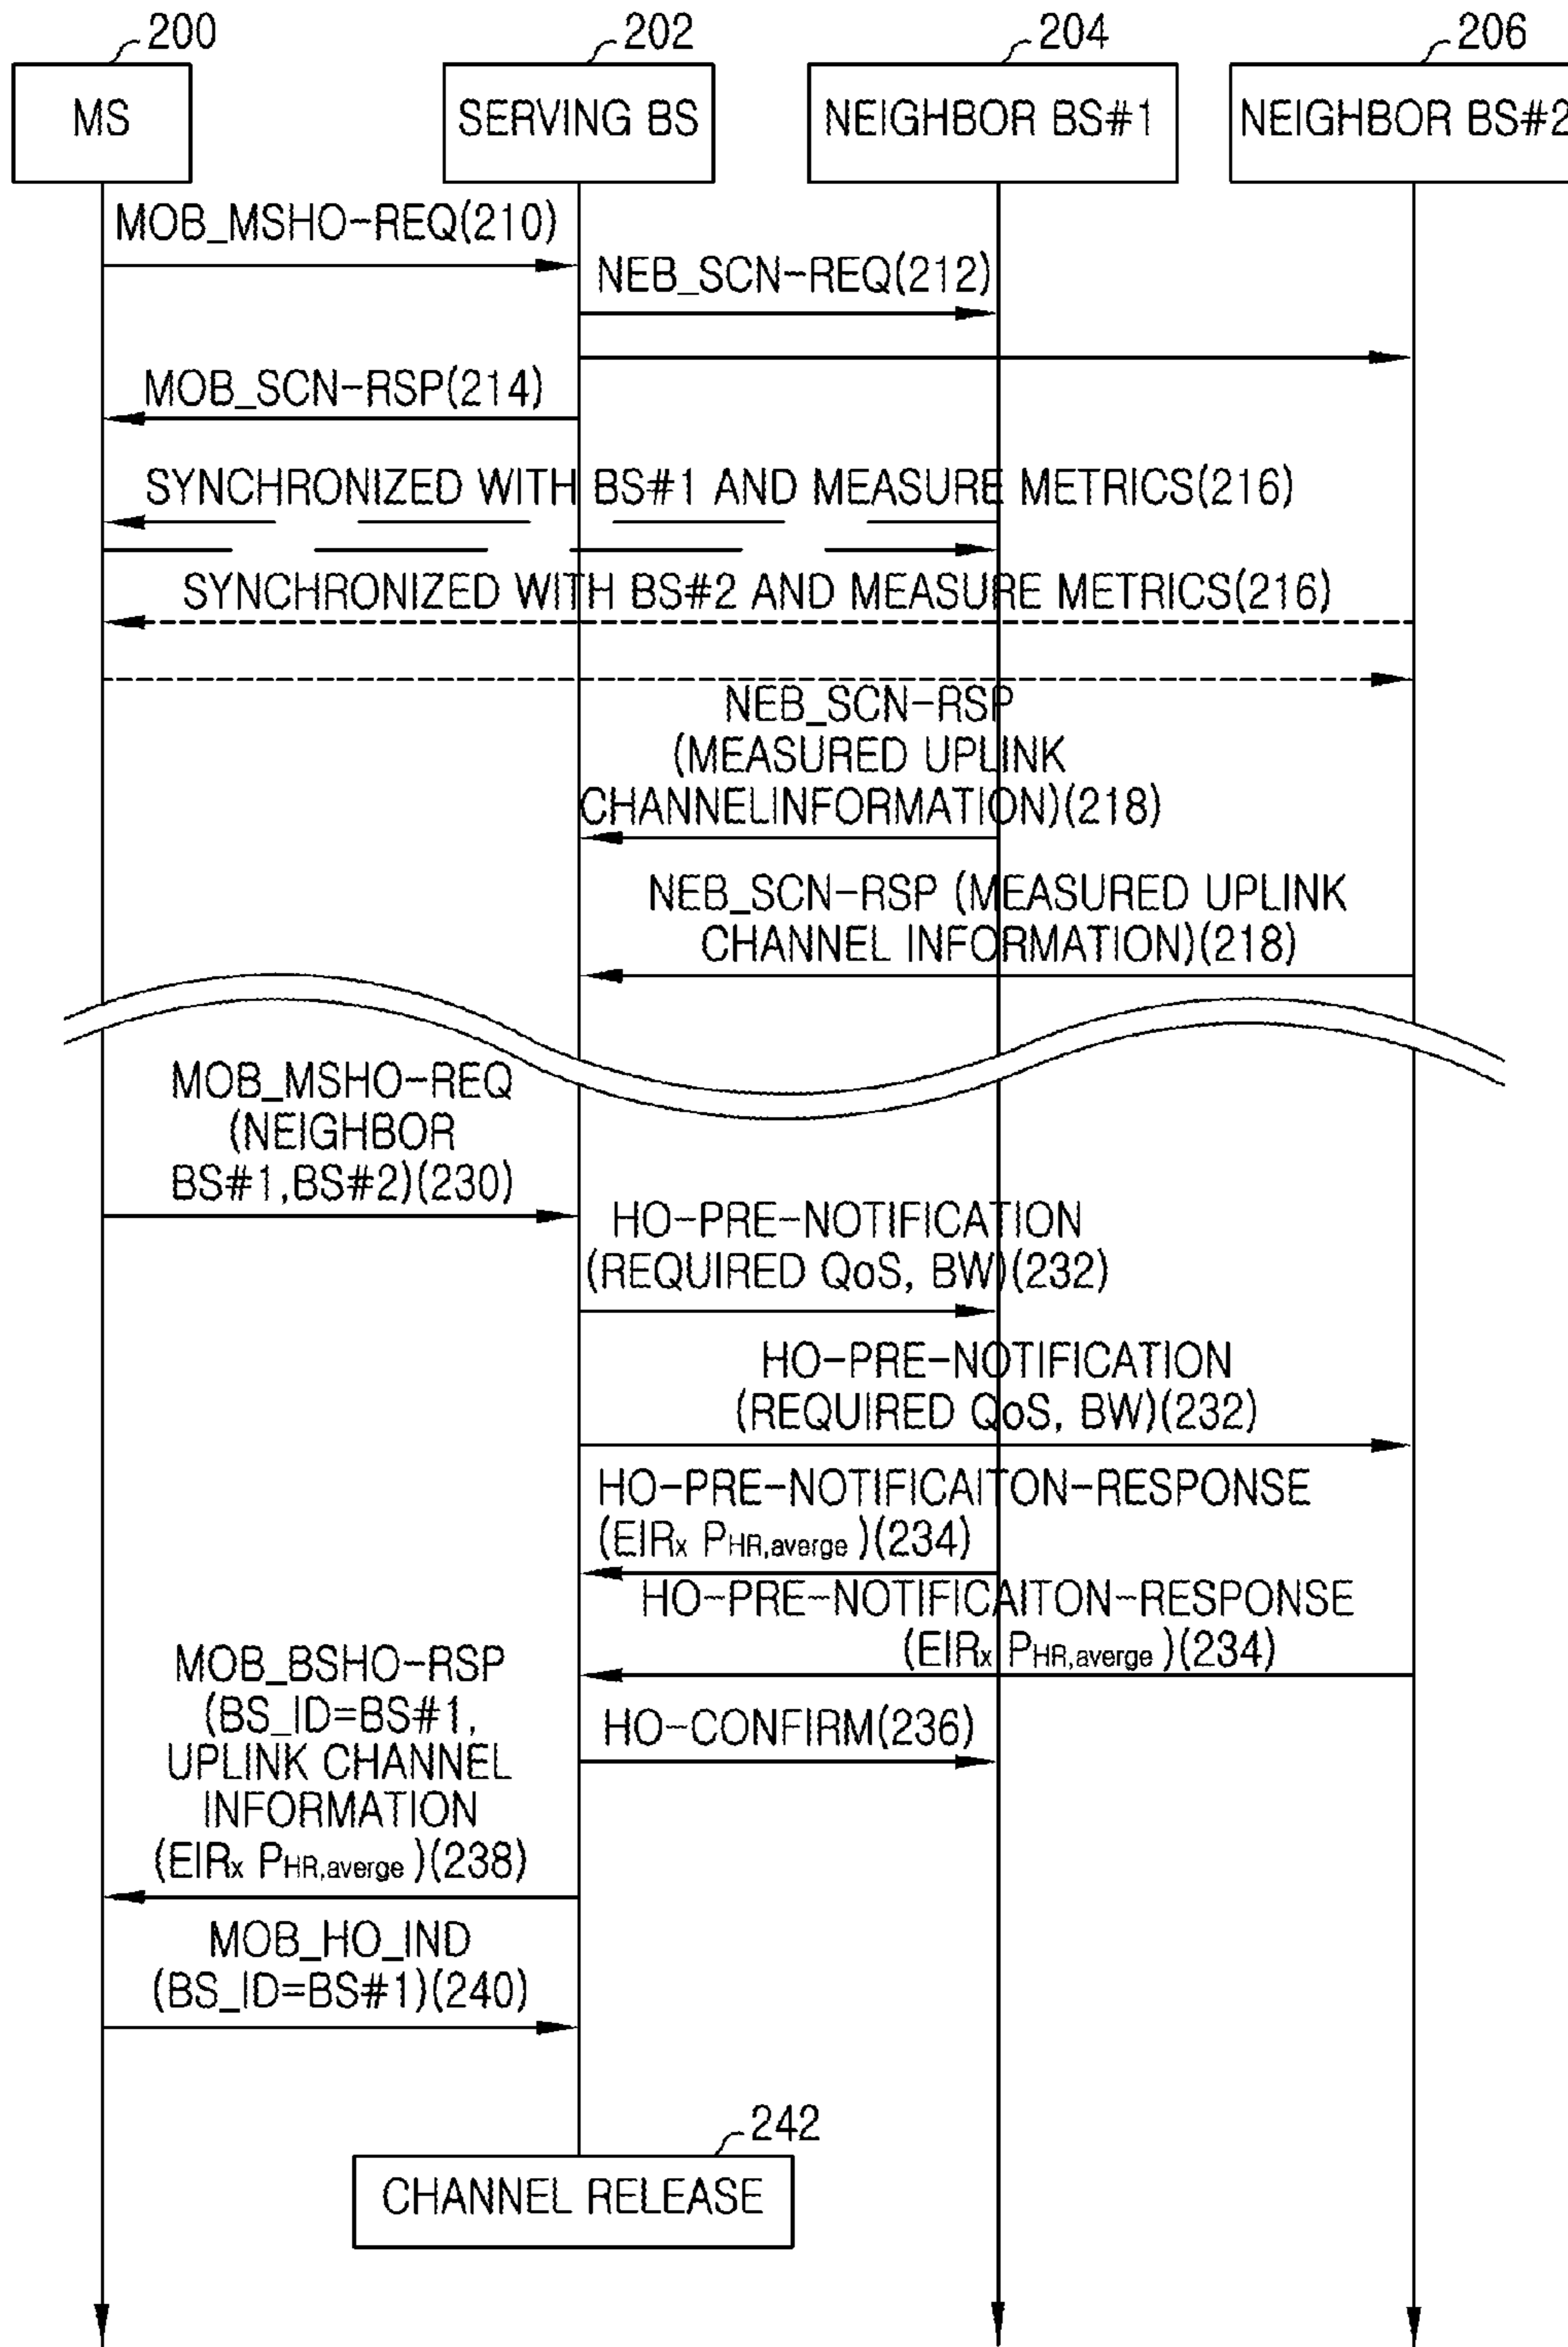 200
202
204
206
MS
SERVING BS
NEIGHBOR BS#1
NEIGHBOR BS#2
MOB_MSHO-REQ(210)
NEB_SCN-REQ(212)
MOB_SCN-RSP(214)
SYNCHRONIZED WITH BS#1 AND MEASURE METRICS(216)
SYNCHRONIZED WITH BS#2 AND MEASURE METRICS(216)
NEB_SCN-RSP
(MEASURED UPLINK
CHANNELINFORMATION)(218)
NEB_SCN-RSP (MEASURED UPLINK
CHANNEL INFORMATION)(218)
MOB_MSHO-REQ
(NEIGHBOR
BS#1,BS#2)(230)
HO-PRE-NOTIFICATION
(REQUIRED QoS, BW)(232)
HO-PRE-NOTIFICATION
(REQUIRED QoS, BW)(232)
HO-PRE-NOTIFICAITON-RESPONSE
(EIRx PHR,averge )(234)
HO-PRE-NOTIFICAITON-RESPONSE
(EIRx PHR,averge )(234)
MOB_BSHO-RSP
(BS_ID=BS#1,
UPLINK CHANNEL
INFORMATION
(EIRx PHR,averge )(238)
HO-CONFIRM(236)
MOB_HO_IND
(BS_ID=BS#1)(240)
242
CHANNEL RELEASE